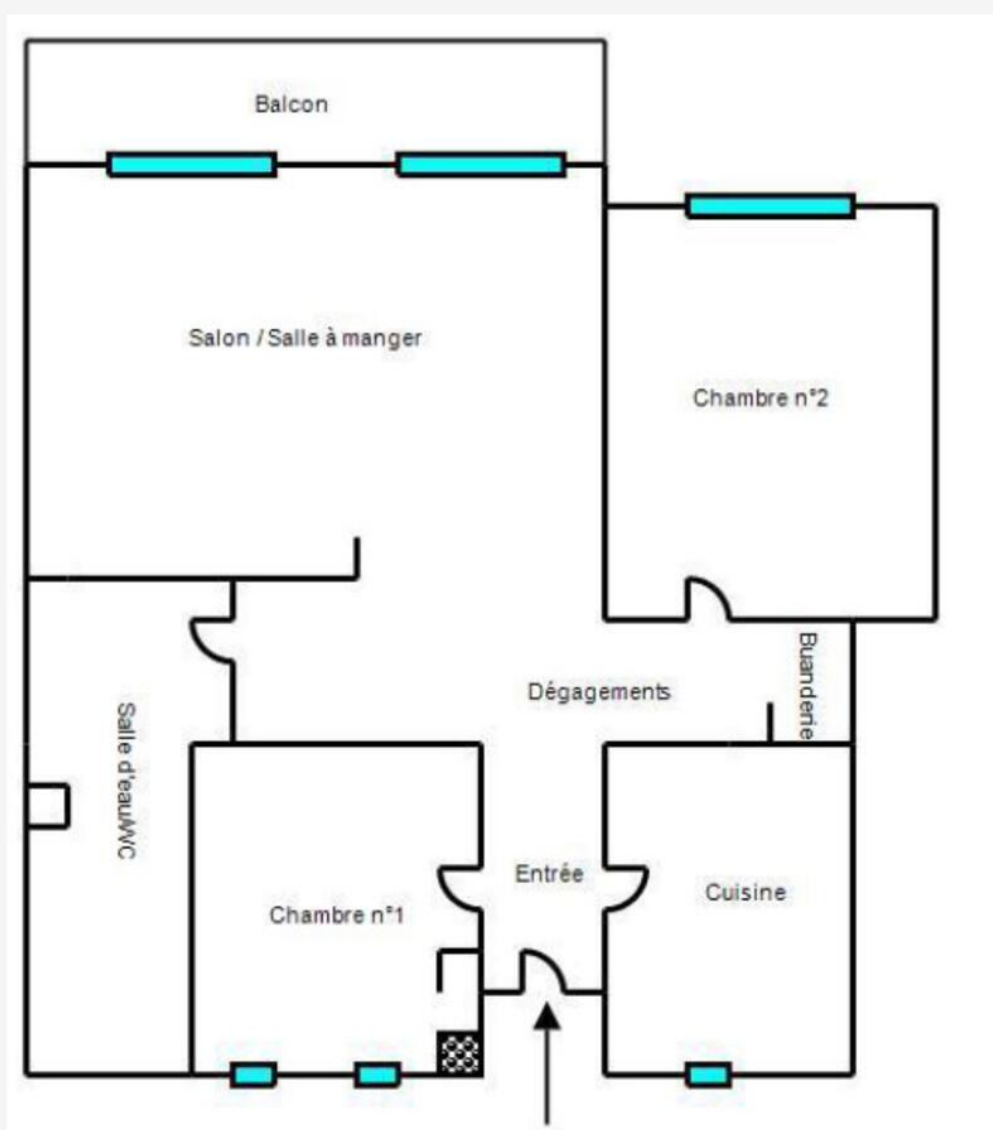 Balcon
Salon / Salle à manger
Chambre n°2
Dégagements
Buanderie
Salle d'eau/WC
Entrée
Cuisine
Chambre n°1